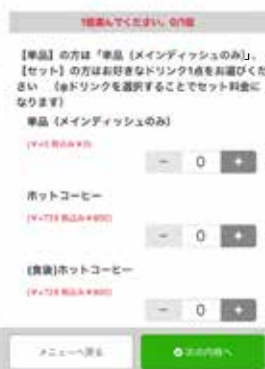 1個選んでください。0/1個
【単品】の方は「単品（メインディッシュのみ)」、
【セット】の方はお好きなドリンク1点をお選びくだ
さい （※ドリンクを選択することでセット料金に
なります）
単品（メインディッシュのみ）
− 0 +
ホットコーヒー
− 0 +
(食後)ホットコーヒー
− 0 +
メニューへ戻る
次の内容へ